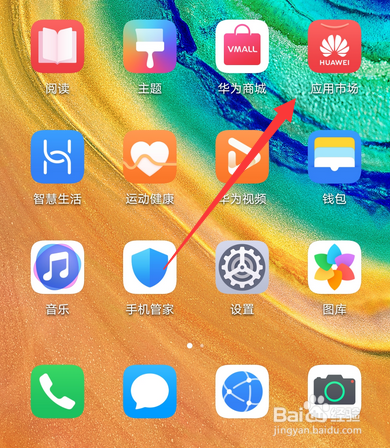 阅读
主题
VMALL
华为商城
HUAWEI
应用市场
智慧生活
运动健康
华为视频
钱包
音乐
手机管家
设置
图库
Baidu 经验
jingyan.baidu.com